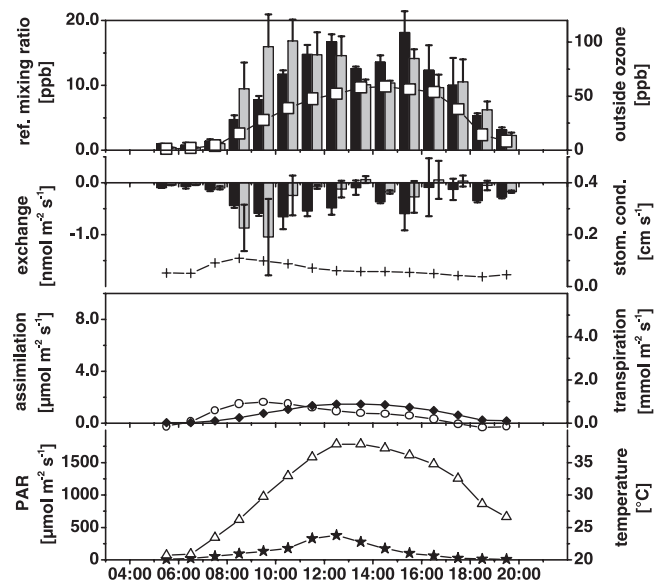 ref. mixing ratio
[ppb]
20.0
10.0
0.0
100
50
0
outside ozone
[ppb]
exchange
[nmol m-2 s-1]
0.0
-1.0
0.4
0.2
0.0
stom. cond.
[cm s-1]
assimilation
[µmol m-2 s-1]
8.0
4.0
0.0
4.0
2.0
0.0
transpiration
[mmol m-2 s-1]
PAR
[µmol m-2 s-1]
1500
1000
500
0
35
30
25
20
temperature
[°C]
04:00 06:00 08:00 10:00 12:00 14:00 16:00 18:00 20:00